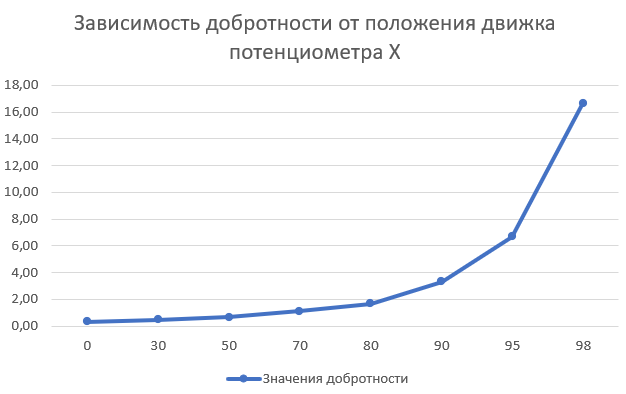 Зависимость добротности от положения движка
потенциометра X
18,00
16,00
14,00
12,00
10,00
8,00
6,00
4,00
2,00
0,00
0 30 50 70 80 90 95 98
Значения добротности